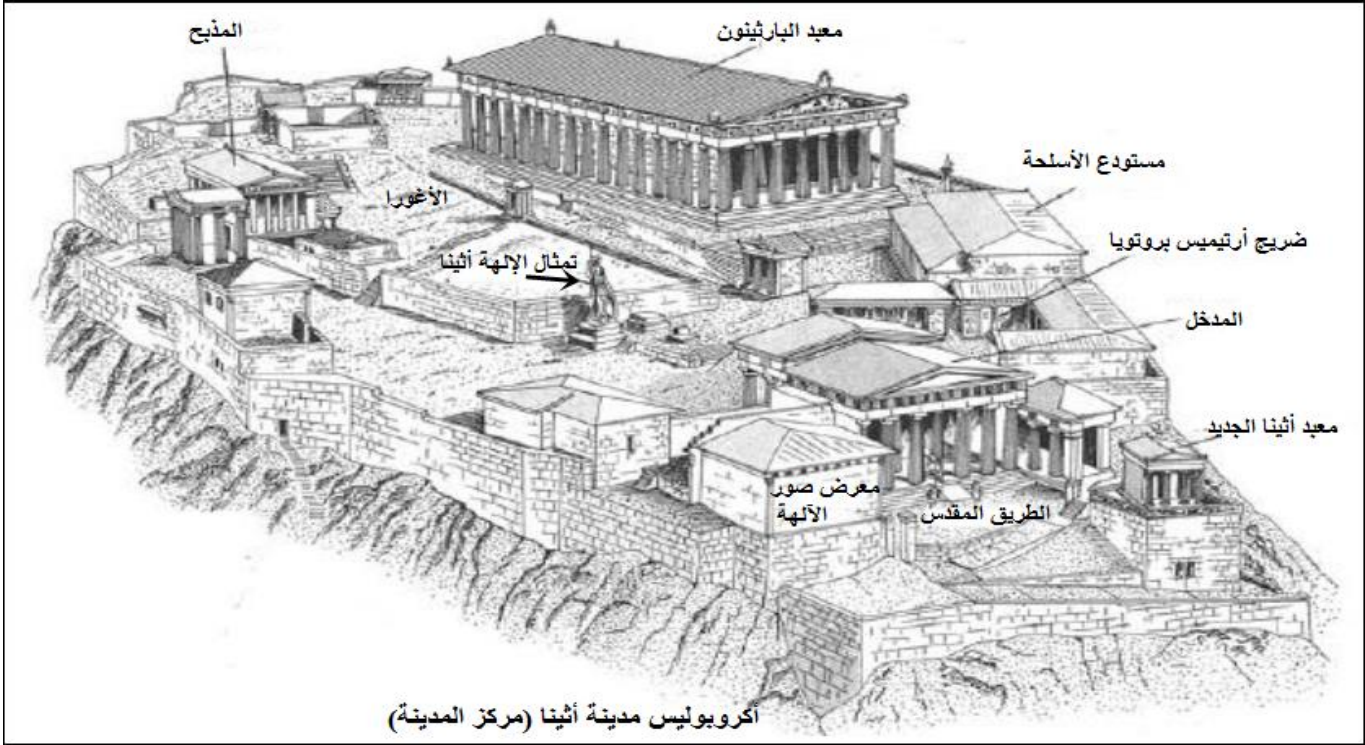 المذبح
معبد البارثينون
مستودع الأسلحة
الأغورا
ضريج أرتيميس بروتويا
تمثال الإلهة أثينا
المدخل
معبد أثينا الجديد
معرض صور
الآلهة
الطريق المقدس
أكروبوليس مدينة أثينا (مركز المدينة)